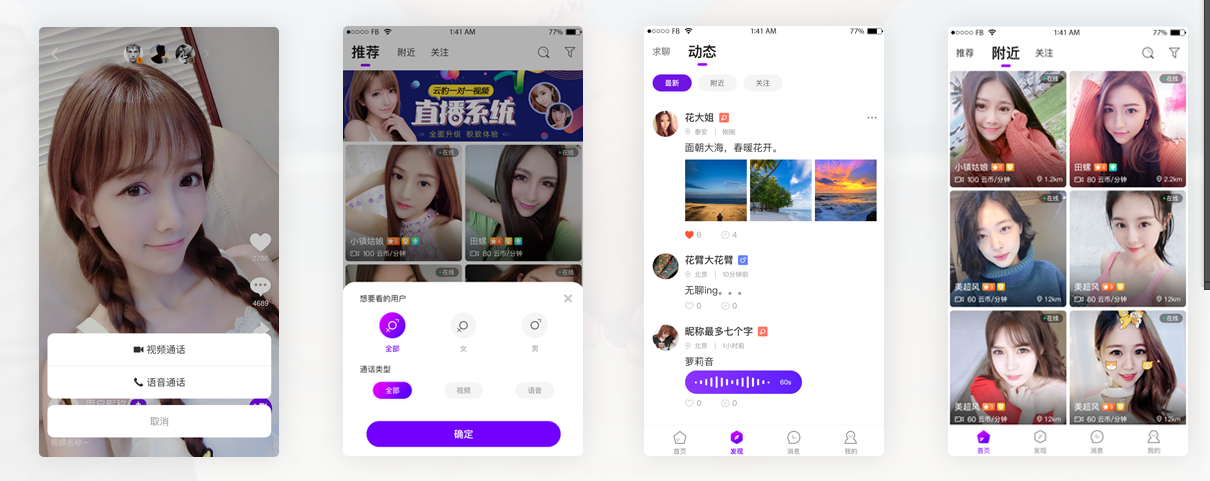 2786
4689
视频通话
语音通话
取消
视频名称~
●○○○○ FB
1:41 AM
77%
推荐
附近
关注
云豹一对一视频
直播系统
全面升级 极致体验
在线
在线
小镇姑娘
100 云币/分钟
田螺
80 云币/分钟
在线
在线
想要看的用户
全部
女
男
通话类型
全部
视频
语音
确定
●○○○○ FB
1:41 AM
77%
求聊
动态
最新
附近
关注
花大姐
泰安 | 刚刚
面朝大海，春暖花开。
6
4
花臂大花臂
北京 | 10分钟前
无聊ing。。。
0
0
昵称最多七个字
北京 | 1小时前
萝莉音
60s
0
0
首页
发现
消息
我的
●○○○○ FB
1:41 AM
77%
推荐
附近
关注
在线
在线
小镇姑娘
100 云币/分钟
1.2km
田螺
80 云币/分钟
2.2km
在线
在线
美超风
60 云币/分钟
12km
美超风
60 云币/分钟
12km
在线
在线
美超风
60 云币/分钟
12km
美超风
60 云币/分钟
12km
首页
发现
消息
我的